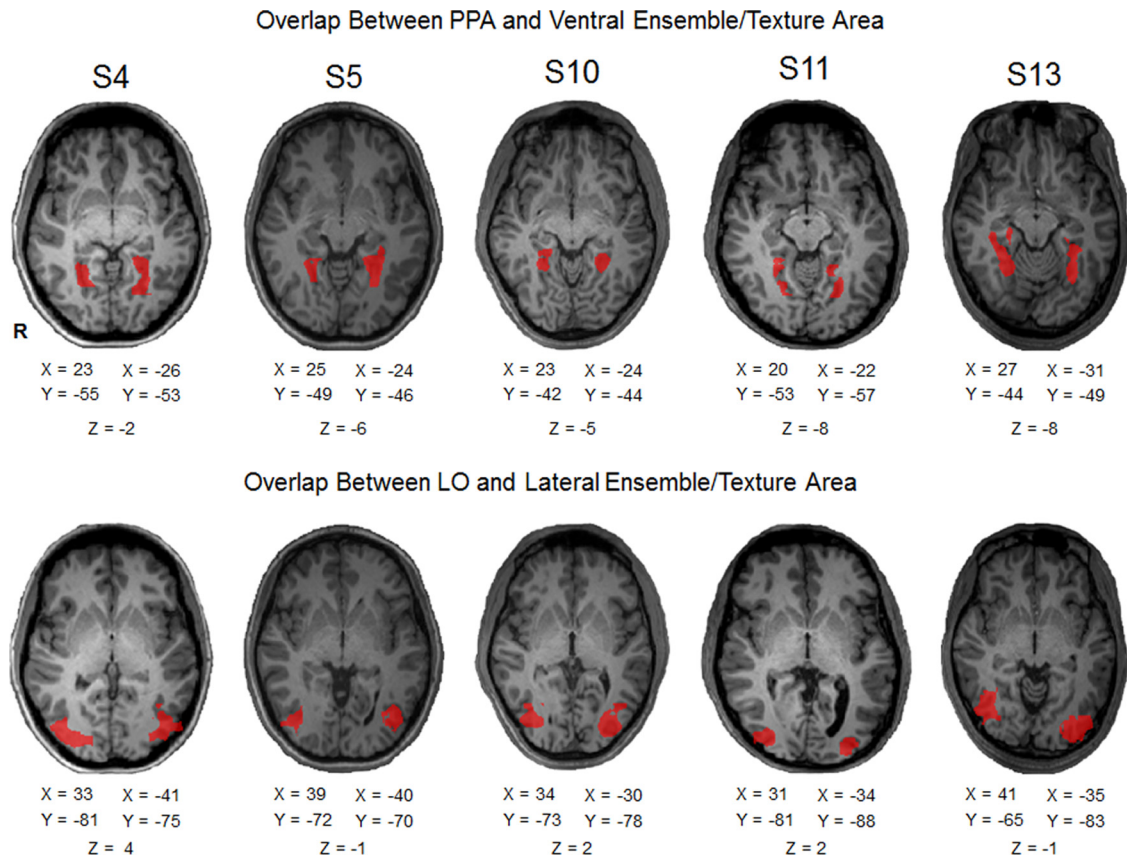 Overlap Between PPA and Ventral Ensemble/Texture Area
S4 S5 S10 S11 S13
R
X = 23 X = -26 X = 25 X = -24 X = 23 X = -24 X = 20 X = -22 X = 27 X = -31
Y = -55 Y = -53 Y = -49 Y = -46 Y = -42 Y = -44 Y = -53 Y = -57 Y = -44 Y = -49
Z = -2 Z = -6 Z = -5 Z = -8 Z = -8
Overlap Between LO and Lateral Ensemble/Texture Area
X = 33 X = -41 X = 39 X = -40 X = 34 X = -30 X = 31 X = -34 X = 41 X = -35
Y = -81 Y = -75 Y = -72 Y = -70 Y = -73 Y = -78 Y = -81 Y = -88 Y = -65 Y = -83
Z = 4 Z = -1 Z = 2 Z = 2 Z = -1